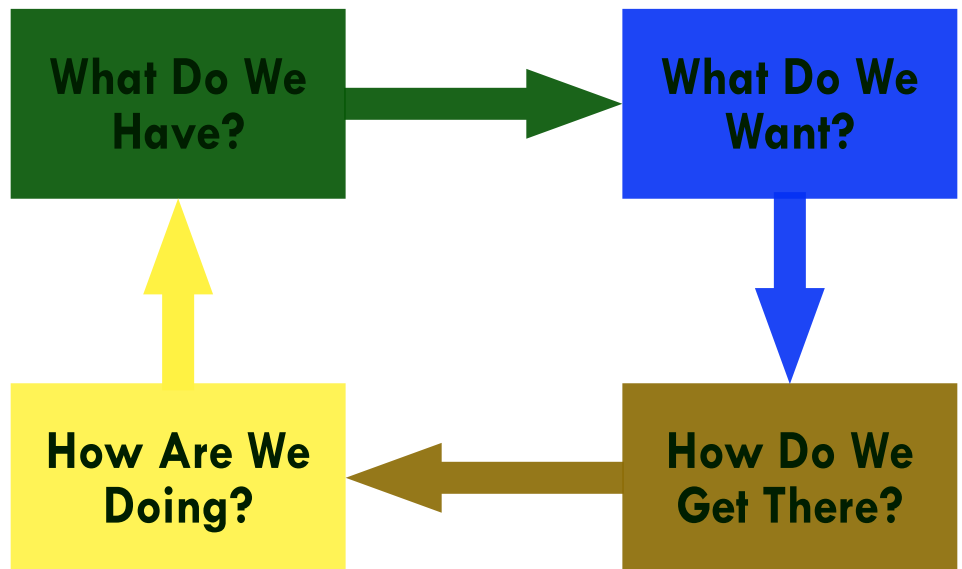 What Do We
Have?
What Do We
Want?
How Are We
Doing?
How Do We
Get There?